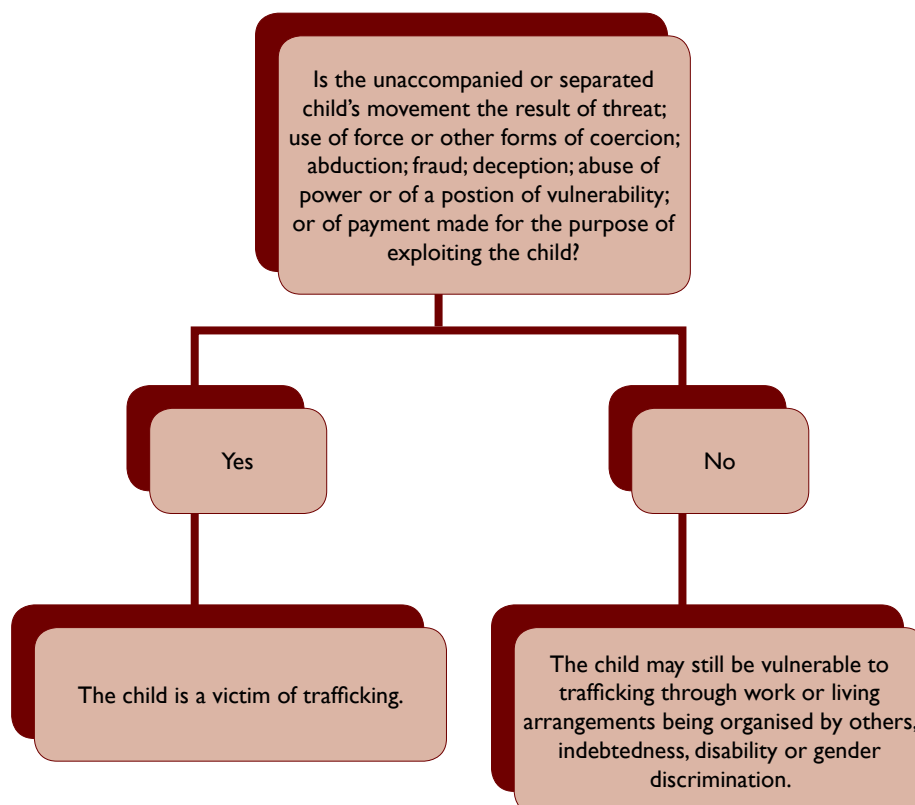 Is the unaccompanied or separated
child’s movement the result of threat;
use of force or other forms of coercion;
abduction; fraud; deception; abuse of
power or of a postion of vulnerability;
or of payment made for the purpose of
exploiting the child?
Yes
No
The child is a victim of trafficking.
The child may still be vulnerable to
trafficking through work or living
arrangements being organised by others,
indebtedness, disability or gender
discrimination.